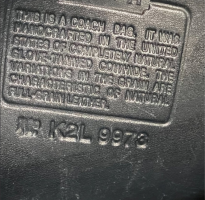 THIS IS A COACH BAG. IT WAS
HANDCRAFTED IN THE UNITED
STATES OF COMPLETELY NATURAL
GLOVE-TANNED COWHIDE. THE
VARIATIONS IN THE GRAIN ARE
CHARACTERISTIC OF NATURAL
FULL-GRAIN LEATHER.
K2L 9973